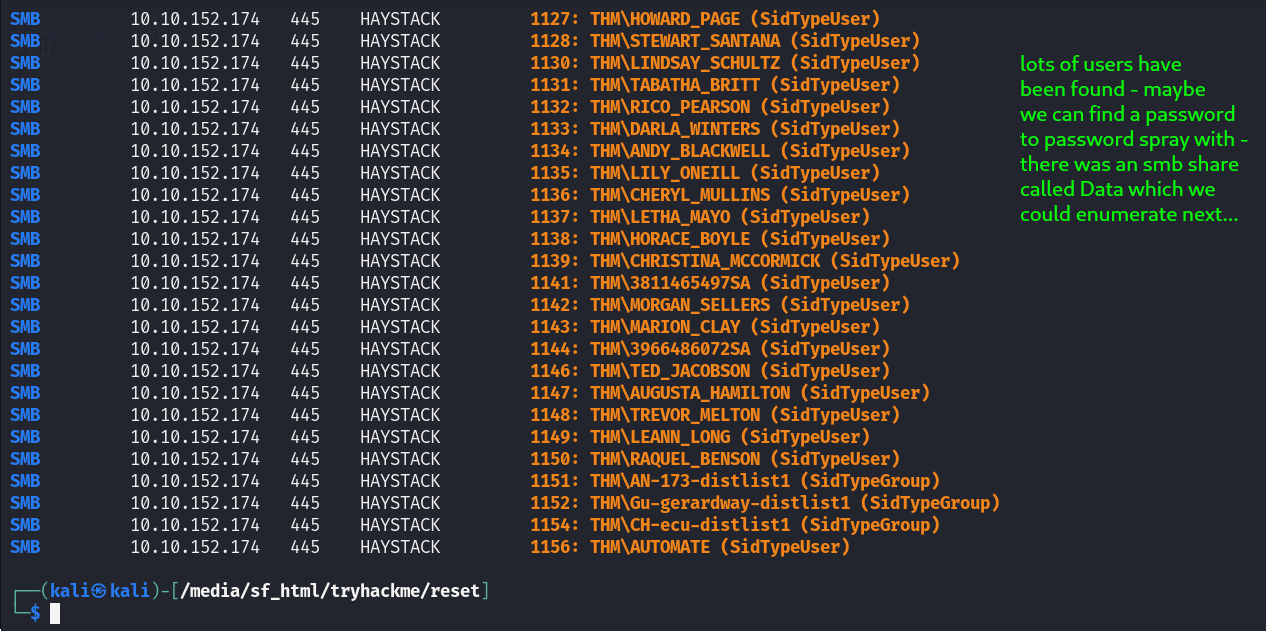 SMB 10.10.152.174 445 HAYSTACK 1127: THM\HOWARD_PAGE (SidTypeUser)
SMB 10.10.152.174 445 HAYSTACK 1128: THM\STEWART_SANTANA (SidTypeUser)
SMB 10.10.152.174 445 HAYSTACK 1130: THM\LINDSAY_SCHULTZ (SidTypeUser)
SMB 10.10.152.174 445 HAYSTACK 1131: THM\TABATHA_BRITT (SidTypeUser)
SMB 10.10.152.174 445 HAYSTACK 1132: THM\RICO_PEARSON (SidTypeUser)
SMB 10.10.152.174 445 HAYSTACK 1133: THM\DARLA_WINTERS (SidTypeUser)
SMB 10.10.152.174 445 HAYSTACK 1134: THM\ANDY_BLACKWELL (SidTypeUser)
SMB 10.10.152.174 445 HAYSTACK 1135: THM\LILY_ONEILL (SidTypeUser)
SMB 10.10.152.174 445 HAYSTACK 1136: THM\CHERYL_MULLINS (SidTypeUser)
SMB 10.10.152.174 445 HAYSTACK 1137: THM\LETHA_MAYO (SidTypeUser)
SMB 10.10.152.174 445 HAYSTACK 1138: THM\HORACE_BOYLE (SidTypeUser)
SMB 10.10.152.174 445 HAYSTACK 1139: THM\CHRISTINA_MCCORMICK (SidTypeUser)
SMB 10.10.152.174 445 HAYSTACK 1141: THM\3811465497SA (SidTypeUser)
SMB 10.10.152.174 445 HAYSTACK 1142: THM\MORGAN_SELLERS (SidTypeUser)
SMB 10.10.152.174 445 HAYSTACK 1143: THM\MARION_CLAY (SidTypeUser)
SMB 10.10.152.174 445 HAYSTACK 1144: THM\3966486072SA (SidTypeUser)
SMB 10.10.152.174 445 HAYSTACK 1146: THM\TED_JACOBSON (SidTypeUser)
SMB 10.10.152.174 445 HAYSTACK 1147: THM\AUGUSTA_HAMILTON (SidTypeUser)
SMB 10.10.152.174 445 HAYSTACK 1148: THM\TREVOR_MELTON (SidTypeUser)
SMB 10.10.152.174 445 HAYSTACK 1149: THM\LEANN_LONG (SidTypeUser)
SMB 10.10.152.174 445 HAYSTACK 1150: THM\RAQUEL_BENSON (SidTypeUser)
SMB 10.10.152.174 445 HAYSTACK 1151: THM\AN-173-distlist1 (SidTypeGroup)
SMB 10.10.152.174 445 HAYSTACK 1152: THM\Gu-gerardway-distlist1 (SidTypeGroup)
SMB 10.10.152.174 445 HAYSTACK 1154: THM\CH-ecu-distlist1 (SidTypeGroup)
SMB 10.10.152.174 445 HAYSTACK 1156: THM\AUTOMATE (SidTypeUser)
┌──(kali㉿kali)-[/media/sf_html/tryhackme/reset]
└─$
lots of users have
been found - maybe
we can find a password
to password spray with -
there was an smb share
called Data which we
could enumerate next...